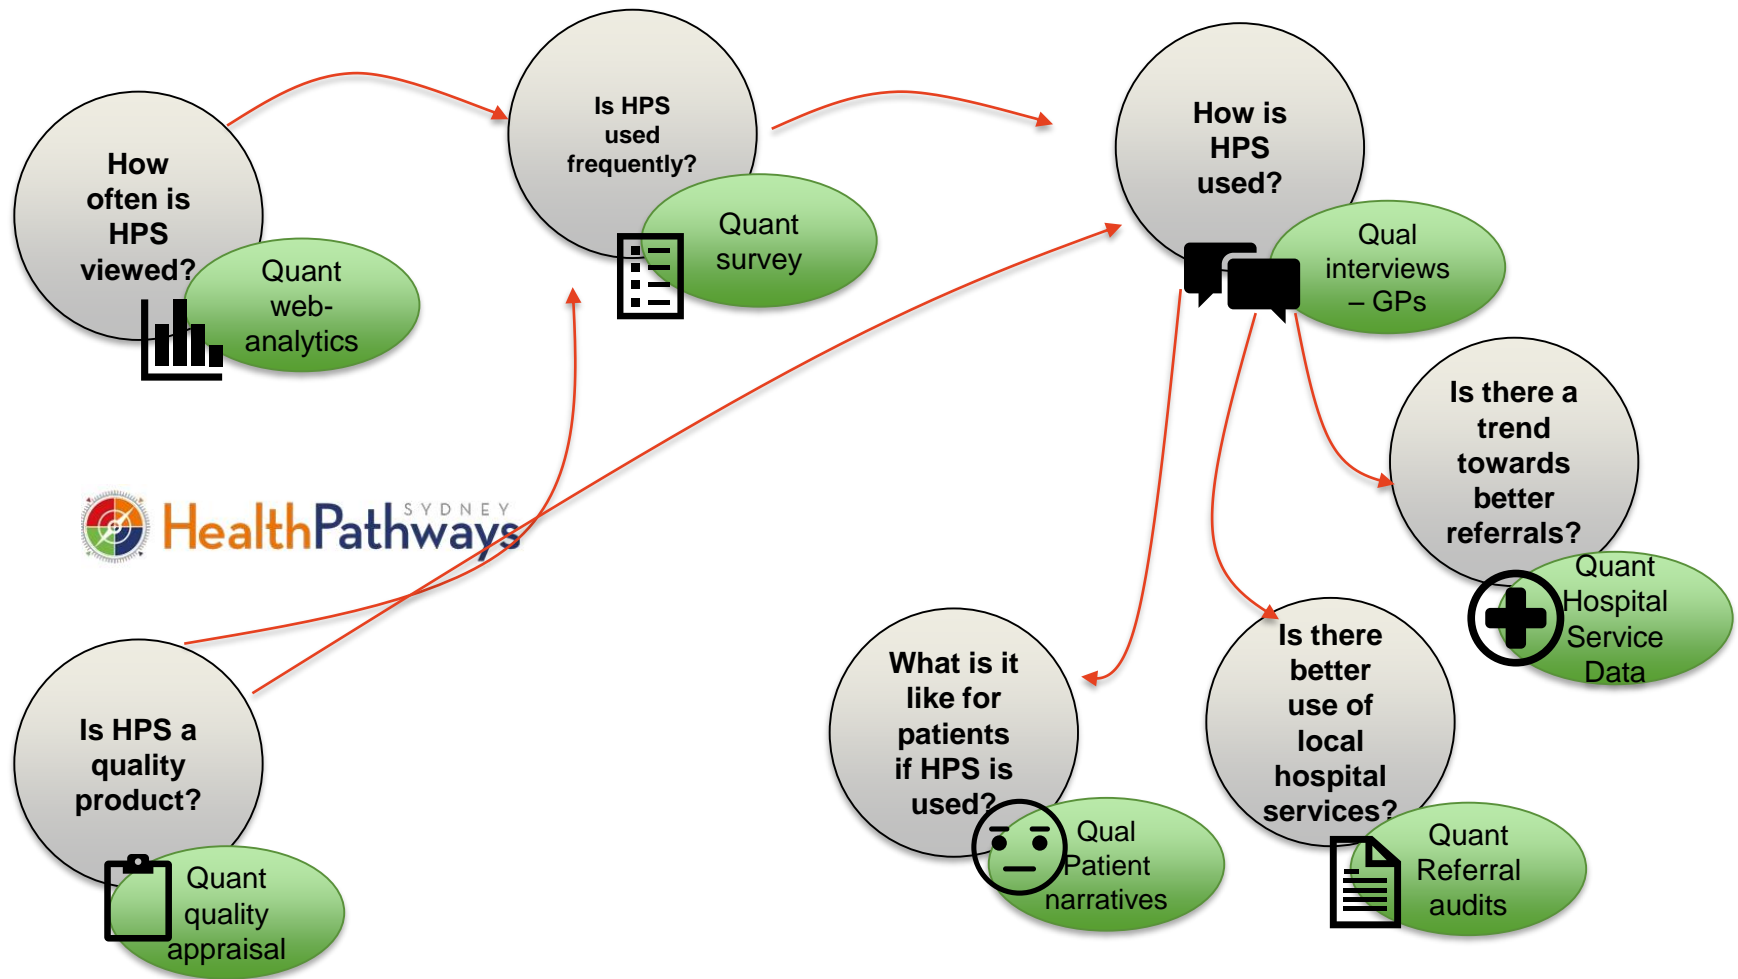 How
often is
HPS
viewed?
Quant
web-
analytics
Is HPS
used
frequently?
Quant
survey
How is
HPS
used?
Qual
interviews
– GPs
Is there a
trend
towards
better
referrals?
Quant
Hospital
Service
Data
SYDNEY
HealthPathways
Is HPS a
quality
product?
Quant
quality
appraisal
What is it
like for
patients
if HPS is
used?
Qual
Patient
narratives
Is there
better
use of
local
hospital
services?
Quant
Referral
audits